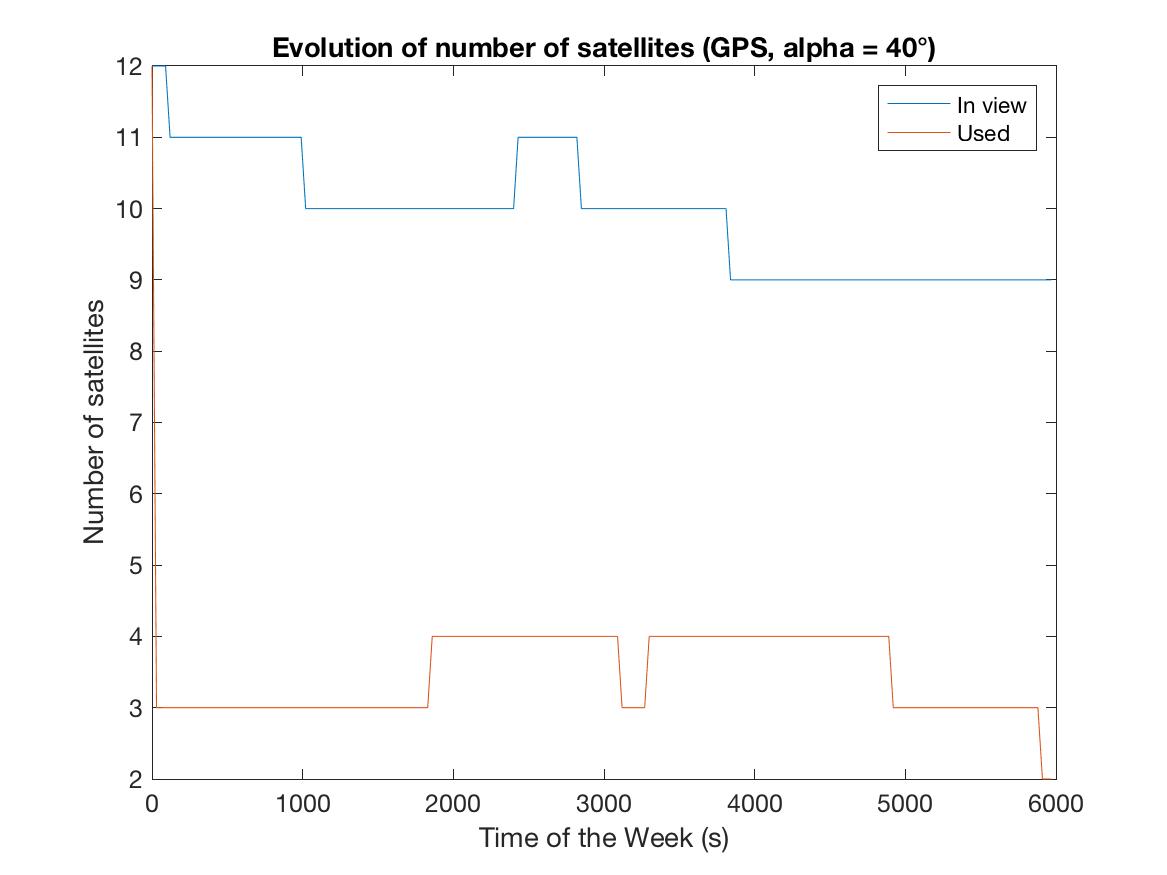 Evolution of number of satellites (GPS, alpha = 40°)
In view
Used
Number of satellites
12
11
10
9
8
7
6
5
4
3
2
0 1000 2000 3000 4000 5000 6000
Time of the Week (s)